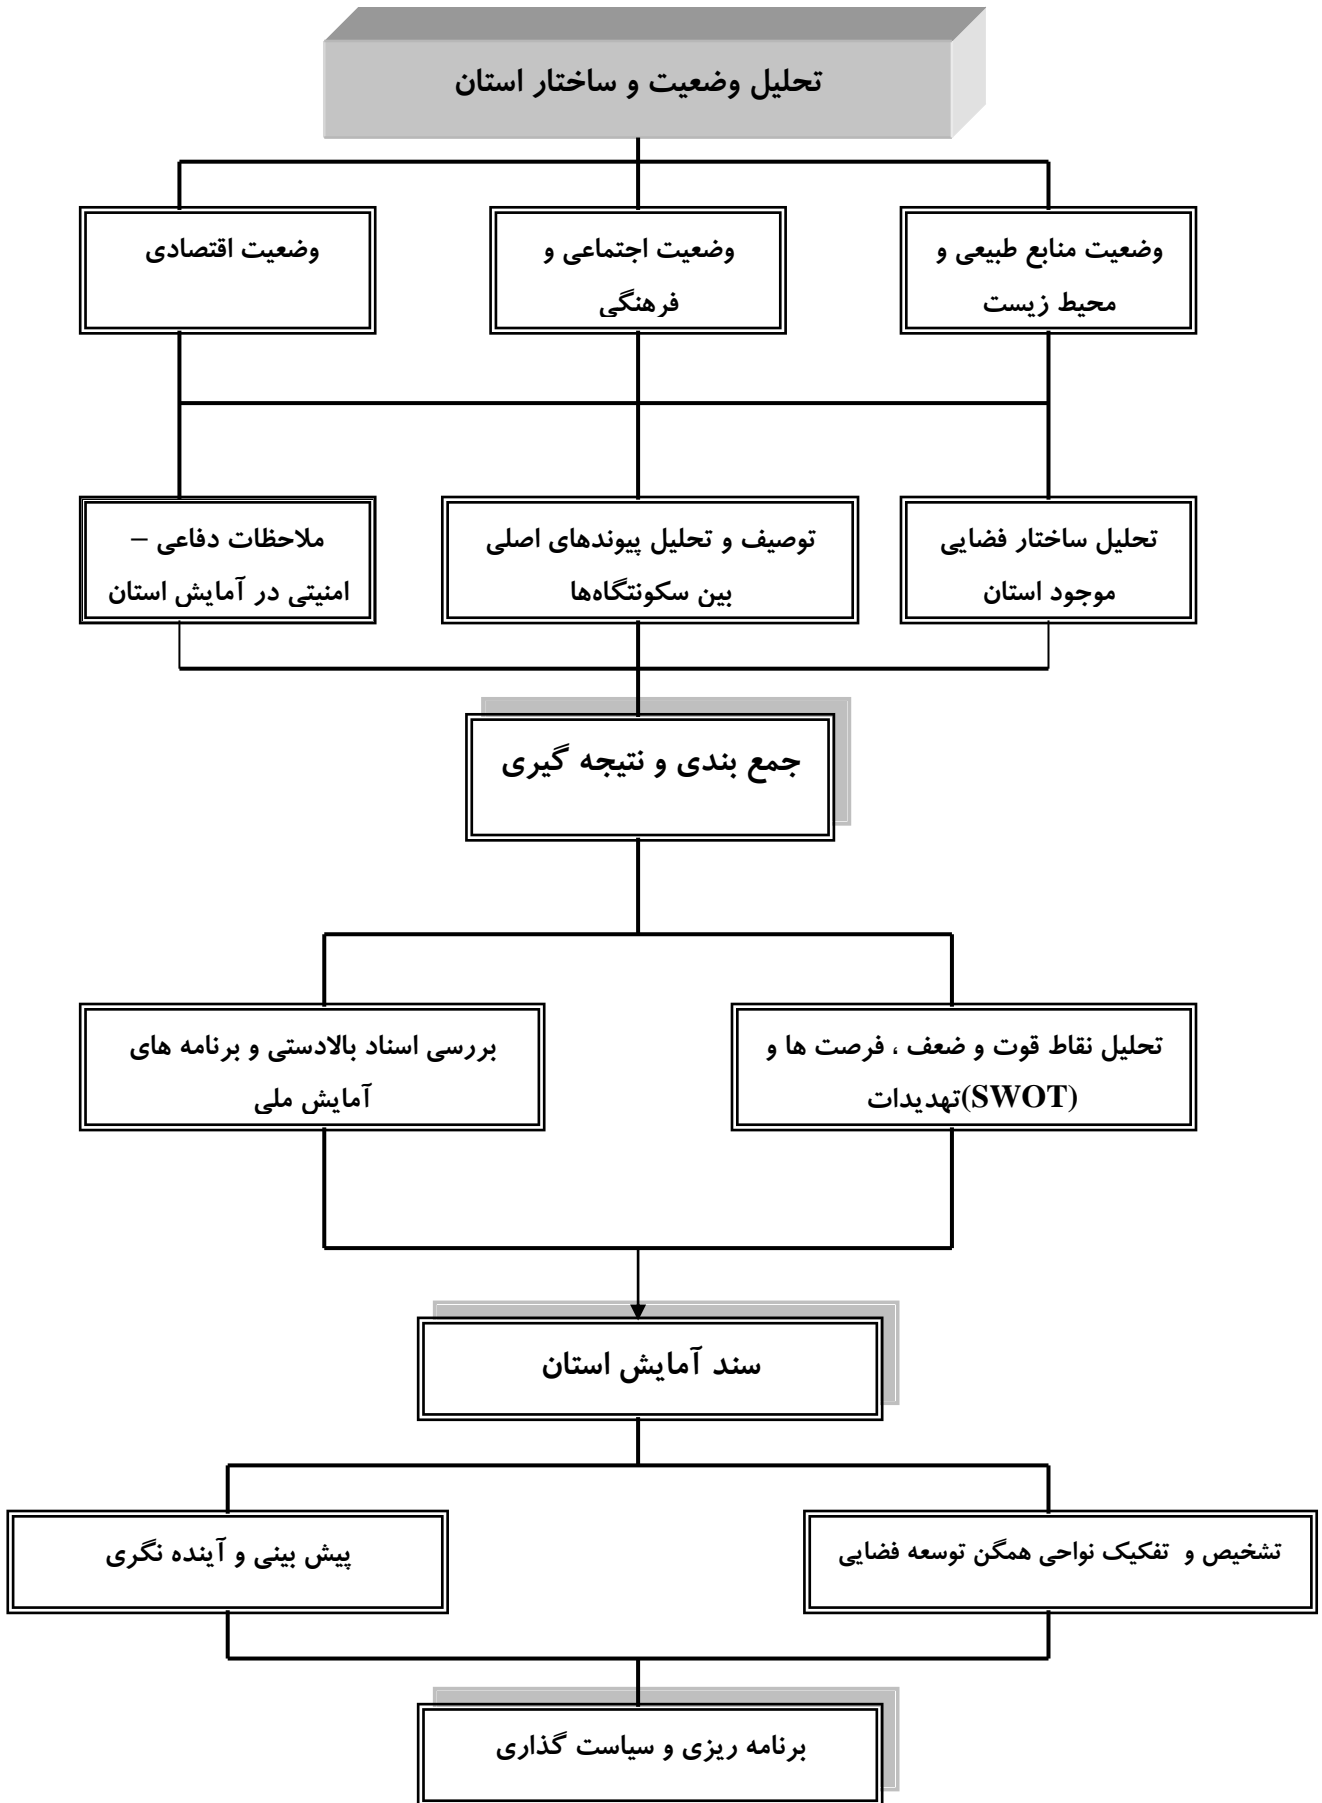 تحلیل وضعیت و ساختار استان
وضعیت منابع طبیعی و
محیط زیست
وضعیت اجتماعی و
فرهنگی
وضعیت اقتصادی
تحلیل ساختار فضایی
موجود استان
توصیف و تحلیل پیوندهای اصلی
بین سکونتگاه‌ها
ملاحظات دفاعی –
امنیتی در آمایش استان
جمع بندی و نتیجه گیری
تحلیل نقاط قوت و ضعف ، فرصت ها و
تهدیدات(SWOT)
بررسی اسناد بالادستی و برنامه های
آمایش ملی
سند آمایش استان
تشخیص و تفکیک نواحی همگن توسعه فضایی
پیش بینی و آینده نگری
برنامه ریزی و سیاست گذاری